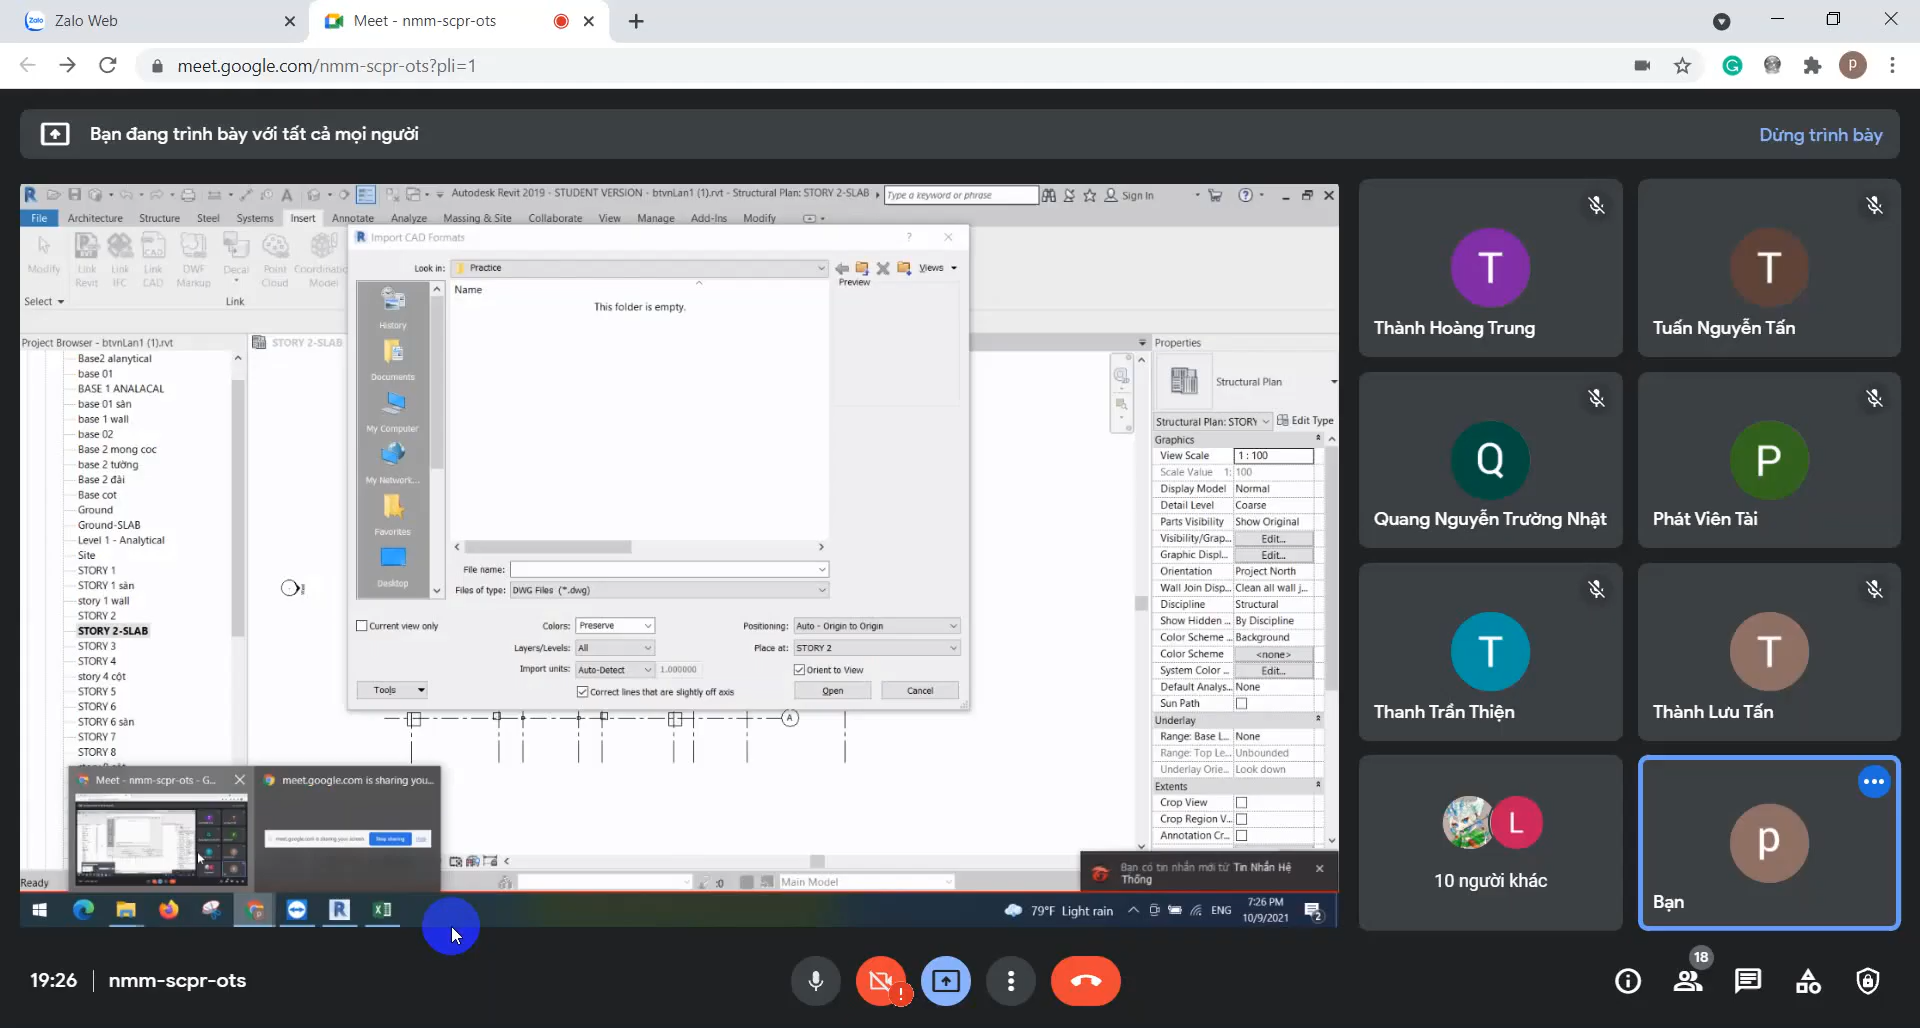 Zalo Web
Meet - nmm-scpr-ots
meet.google.com/nmm-scpr-ots?pli=1
P
Bạn đang trình bày với tất cả mọi người
Dừng trình bày
Autodesk Revit 2019 - STUDENT VERSION - btvnLan1 (1).rvt - Structural Plan: STORY 2-SLAB
Type a keyword or phrase
Sign In
File Architecture Structure Steel Systems Insert Annotate Analyze Massing & Site Collaborate View Manage Add-Ins Modify
Modify
Link Revit
Link IFC
Link CAD
DWF Markup
Decal
Point Cloud
Coordination Model
Select
Link
Import CAD Formats
Look in:
Practice
Views
Name
This folder is empty.
Preview
History
Documents
My Computer
My Network...
Favorites
Desktop
File name:
Files of type: DWG Files (*.dwg)
Current view only
Colors: Preserve
Positioning: Auto - Origin to Origin
Layers/Levels: All
Place at: STORY 2
Import units: Auto-Detect 1.000000
Orient to View
Correct lines that are slightly off axis
Tools
Open
Cancel
Project Browser - btvnLan1 (1).rvt
Base2 alanytical
base 01
BASE 1 ANALACAL
base 01 sàn
base 1 wall
base 02
Base 2 mong coc
base 2 tường
Base 2 đài
Base cot
Ground
Ground-SLAB
Level 1 - Analytical
Site
STORY 1
STORY 1 sàn
story 1 wall
STORY 2
STORY 2-SLAB
STORY 3
STORY 4
story 4 cột
STORY 5
STORY 6
STORY 6 sàn
STORY 7
STORY 8
STORY 2-SLAB
A
Properties
Structural Plan
Structural Plan: STORY
Edit Type
Graphics
View Scale 1 : 100
Scale Value 1: 100
Display Model Normal
Detail Level Coarse
Parts Visibility Show Original
Visibility/Grap... Edit...
Graphic Displ... Edit...
Orientation Project North
Wall Join Disp... Clean all wall j...
Discipline Structural
Show Hidden ... By Discipline
Color Scheme ... Background
Color Scheme <none>
System Color ... Edit...
Default Analys... None
Sun Path
Underlay
Range: Base L... None
Range: Top Le... Unbounded
Underlay Orie... Look down
Extents
Crop View
Crop Region V...
Annotation Cr...
Meet - nmm-scpr-ots - G...
meet.google.com is sharing you...
meet.google.com is sharing your screen
Stop sharing
Ready
:0
Main Model
Bạn có tin nhắn mới từ Tin Nhắn Hệ Thống
79°F Light rain
ENG
7:26 PM
10/9/2021
2
T
Thành Hoàng Trung
T
Tuấn Nguyễn Tấn
Q
Quang Nguyễn Trường Nhật
P
Phát Viên Tài
T
Thanh Trần Thiện
T
Thành Lưu Tấn
L
10 người khác
p
Bạn
19:26
nmm-scpr-ots
!
18